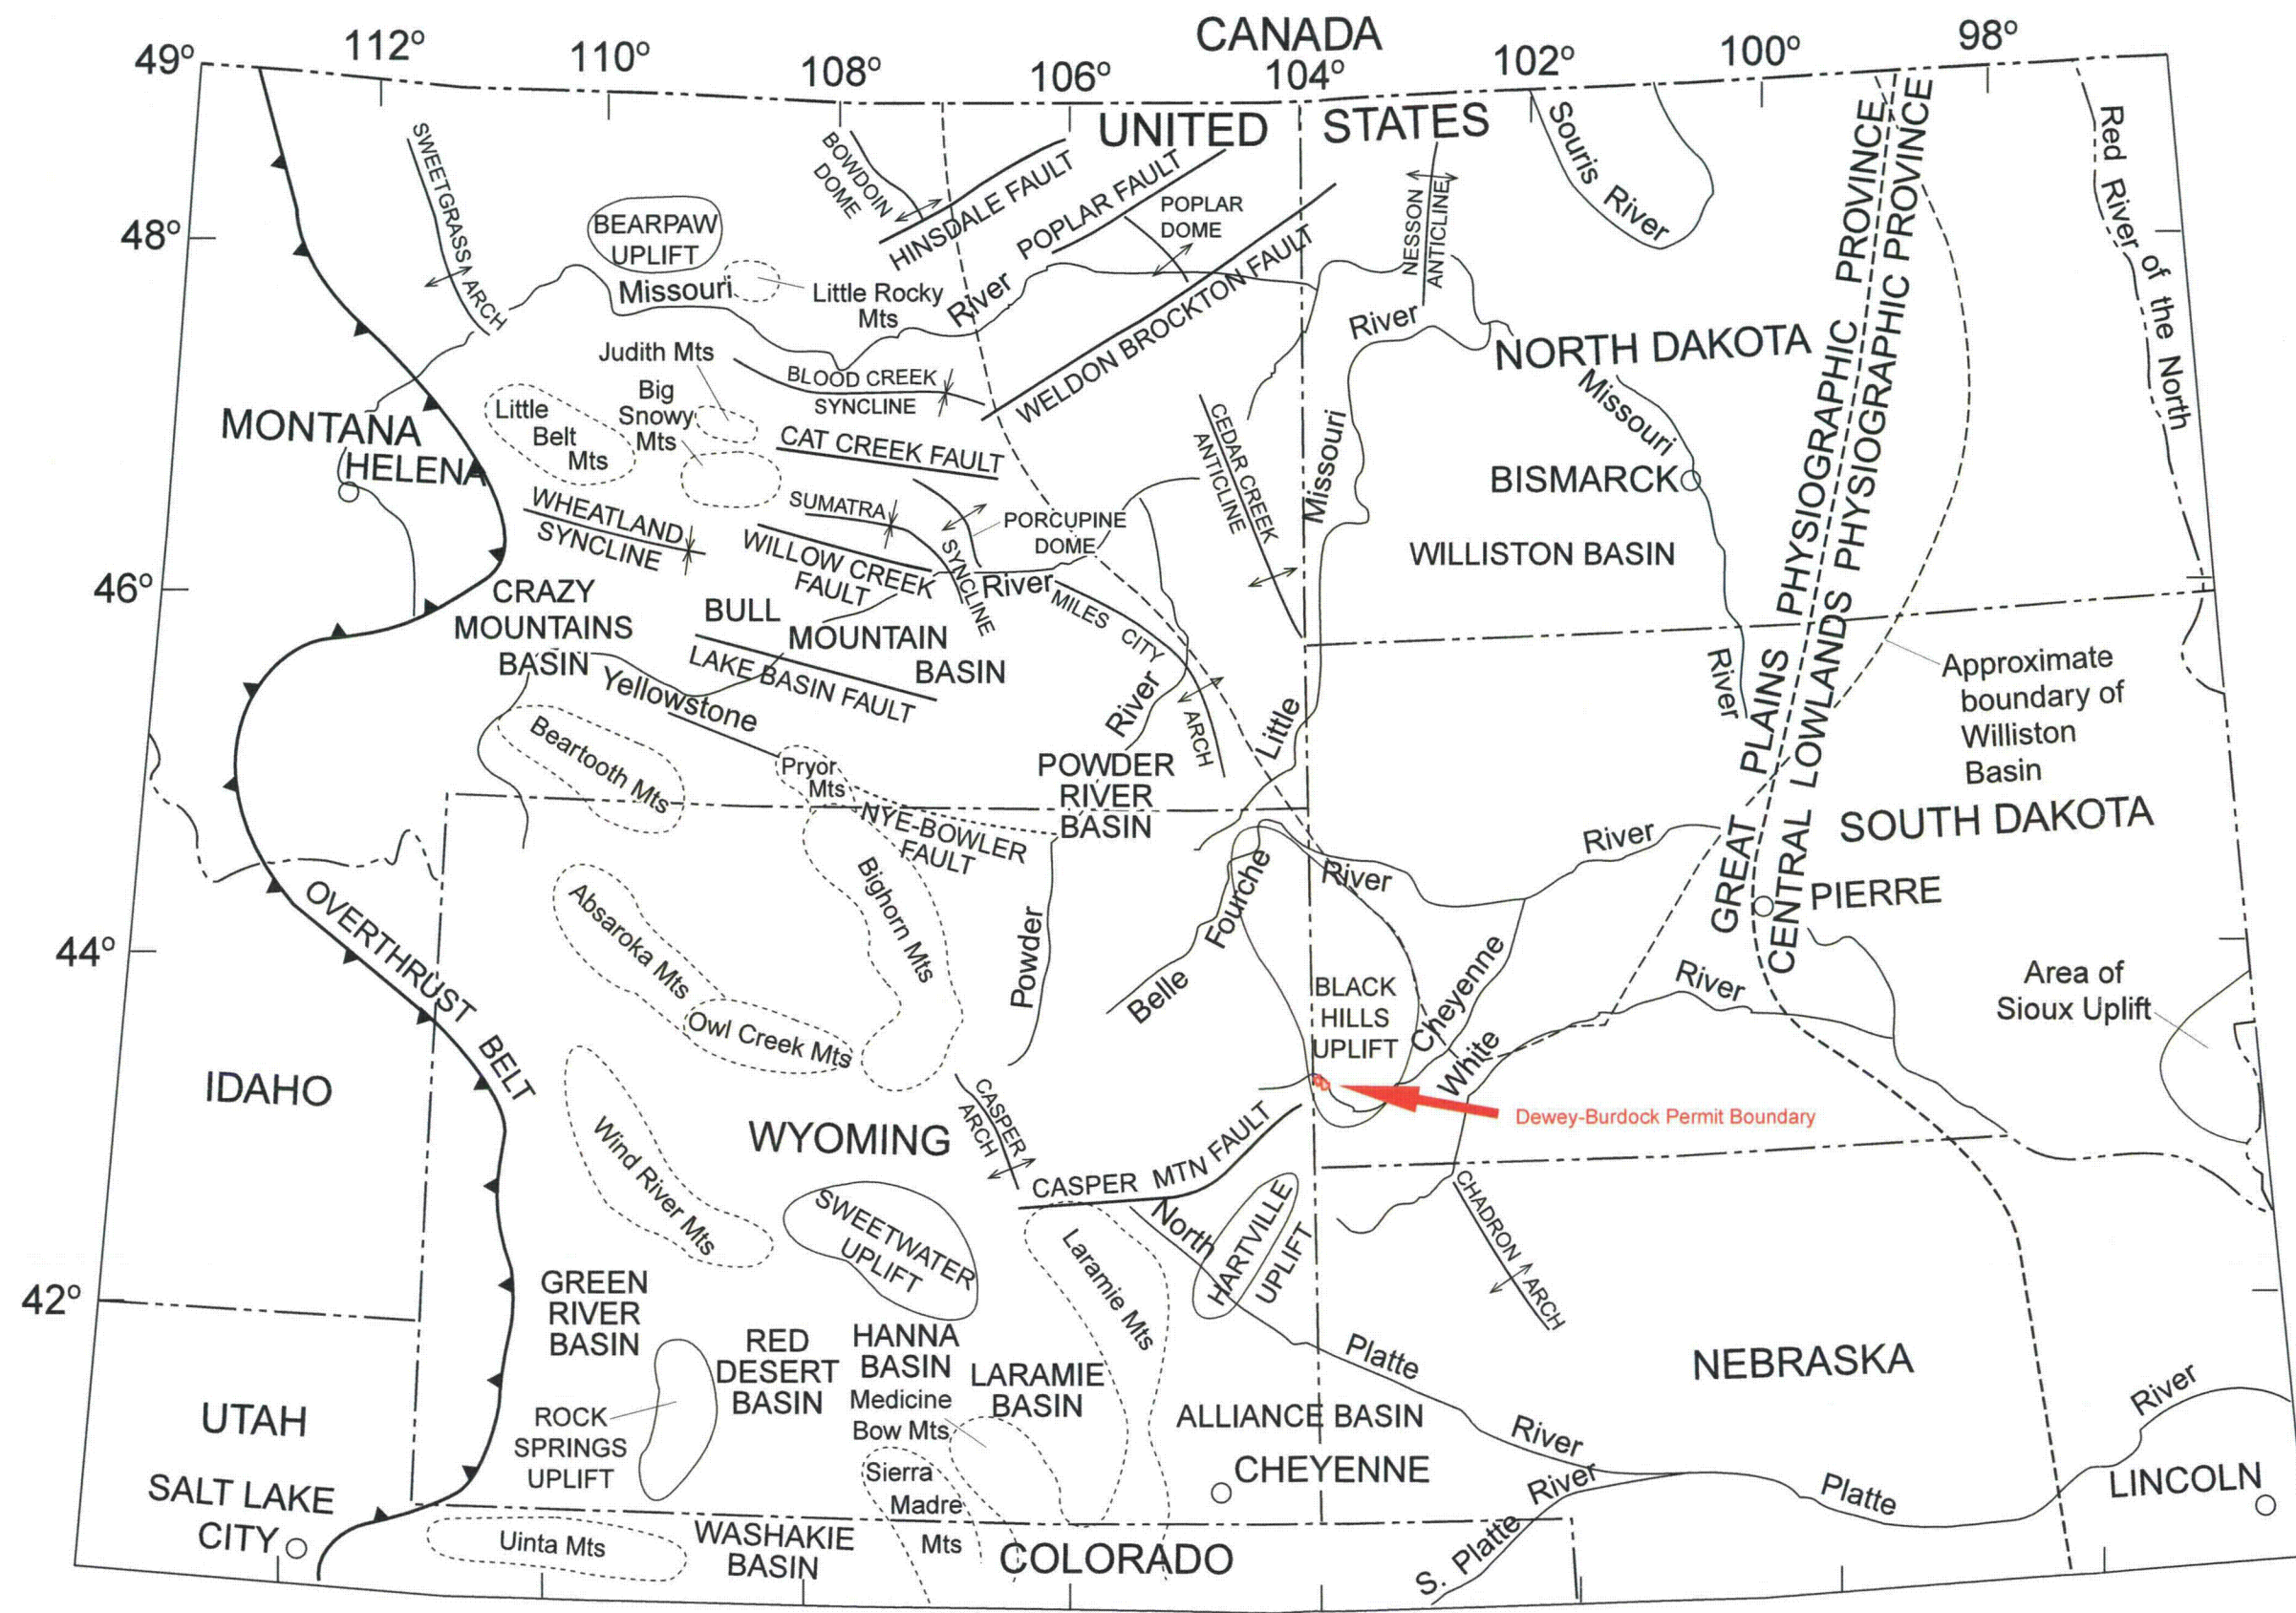 CANADA
49°
112°
110°
108°
106°
104°
102°
100°
98°
UNITED STATES
SWEETGRASS ARCH
BOWDOIN
DOME
HINSDALE FAULT
POPLAR FAULT
POPLAR
DOME
NESSON
ANTICLINE
Souris River
Red River of the North
GREAT PLAINS PHYSIOGRAPHIC PROVINCE
CENTRAL LOWLANDS PHYSIOGRAPHIC PROVINCE
48°
BEARPAW
UPLIFT
Missouri
River
Little Rocky
Mts
WELDON BROCKTON FAULT
River
NORTH DAKOTA
Judith Mts
Big
Snowy
Mts
BLOOD CREEK
SYNCLINE
Little
Belt
Mts
MONTANA
HELENA
CAT CREEK FAULT
CEDAR CREEK
ANTICLINE
Missouri
Missouri
River
BISMARCK
WHEATLAND
SYNCLINE
SUMATRA
SYNCLINE
PORCUPINE
DOME
WILLOW CREEK
FAULT
WILLISTON BASIN
46°
CRAZY
MOUNTAINS
BASIN
BULL
MOUNTAIN
BASIN
River
MILES CITY
ARCH
LAKE BASIN FAULT
Yellowstone
River
Little
Approximate
boundary of
Williston
Basin
Beartooth Mts
Pryor
Mts
POWDER
RIVER
BASIN
NYE-BOWLER
FAULT
SOUTH DAKOTA
River
River
PIERRE
OVERTHRUST BELT
Absaroka Mts
Bighorn Mts
Owl Creek Mts
Powder
Belle
Fourche
44°
BLACK
HILLS
UPLIFT
Cheyenne
White
River
Area of
Sioux Uplift
IDAHO
WYOMING
Wind River Mts
CASPER
ARCH
Dewey-Burdock Permit Boundary
CASPER MTN FAULT
SWEETWATER
UPLIFT
Laramie Mts
North
HARTVILLE
UPLIFT
CHADRON ARCH
42°
GREEN
RIVER
BASIN
RED
DESERT
BASIN
HANNA
BASIN
LARAMIE
BASIN
Medicine
Bow Mts
Platte
NEBRASKA
UTAH
ROCK
SPRINGS
UPLIFT
ALLIANCE BASIN
River
River
SALT LAKE
CITY
Sierra
Madre
Mts
CHEYENNE
S. Platte
River
Platte
LINCOLN
Uinta Mts
WASHAKIE
BASIN
COLORADO